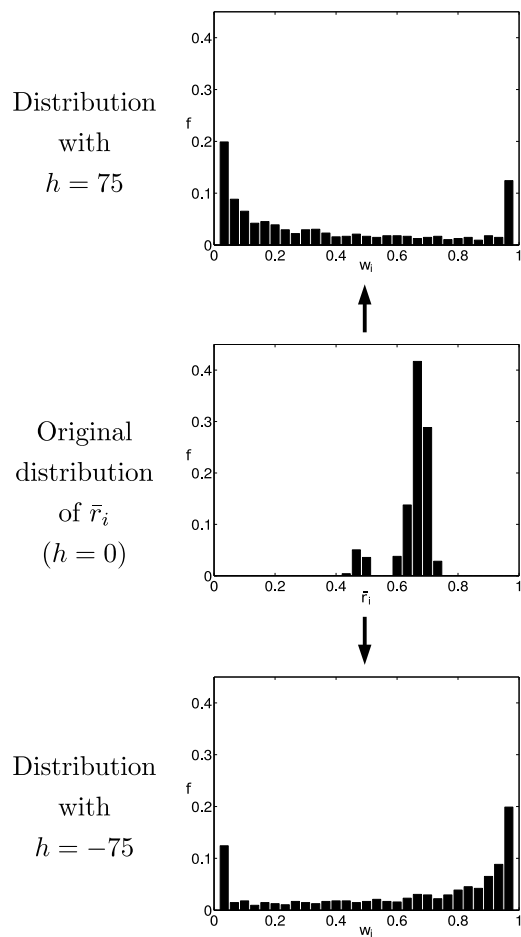 Distribution
with
h = 75
0.4
0.3
f
0.2
0.1
0
0 0.2 0.4 0.6 0.8 1
w_i
Original
distribution
of r̄_i
(h = 0)
0.4
0.3
f
0.2
0.1
0
0 0.2 0.4 0.6 0.8 1
r̄_i
Distribution
with
h = −75
0.4
0.3
f
0.2
0.1
0
0 0.2 0.4 0.6 0.8 1
w_i